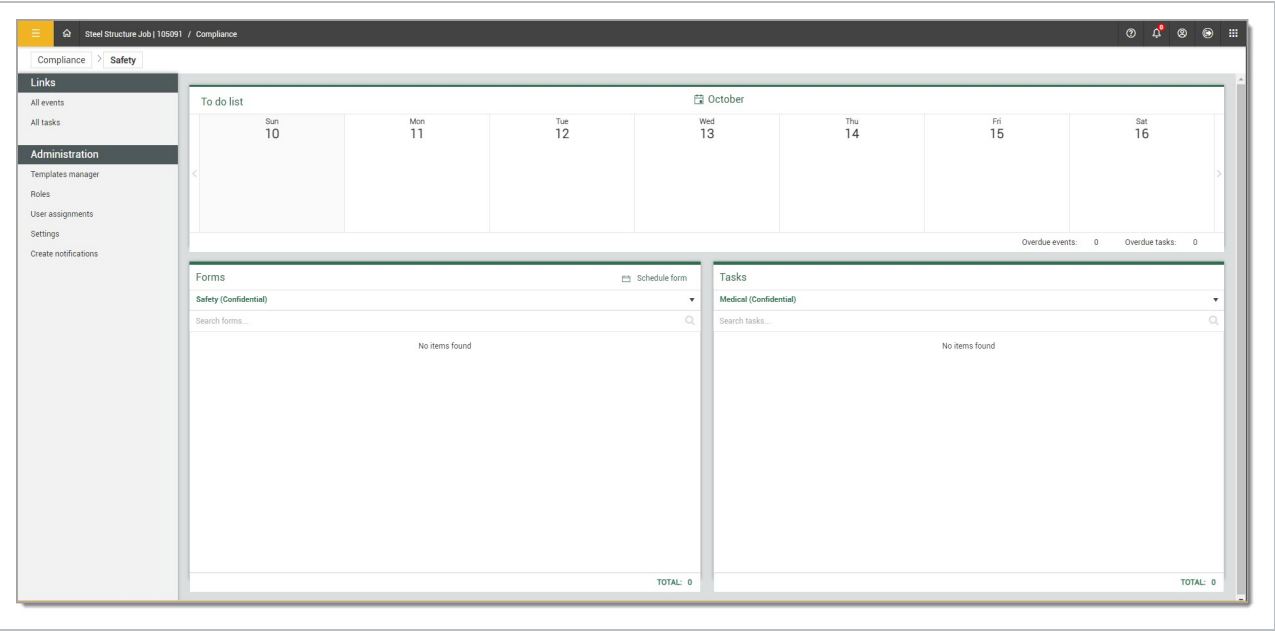 Steel Structure Job | 105091 / Compliance
Compliance > Safety
Links
All events
All tasks
Administration
Templates manager
Roles
User assignments
Settings
Create notifications
To do list
October
Sun Mon Tue Wed Thu Fri Sat
10 11 12 13 14 15 16
Overdue events: 0 Overdue tasks: 0
Forms
Schedule form
Safety (Confidential)
Search forms...
No items found
TOTAL: 0
Tasks
Medical (Confidential)
Search tasks...
No items found
TOTAL: 0